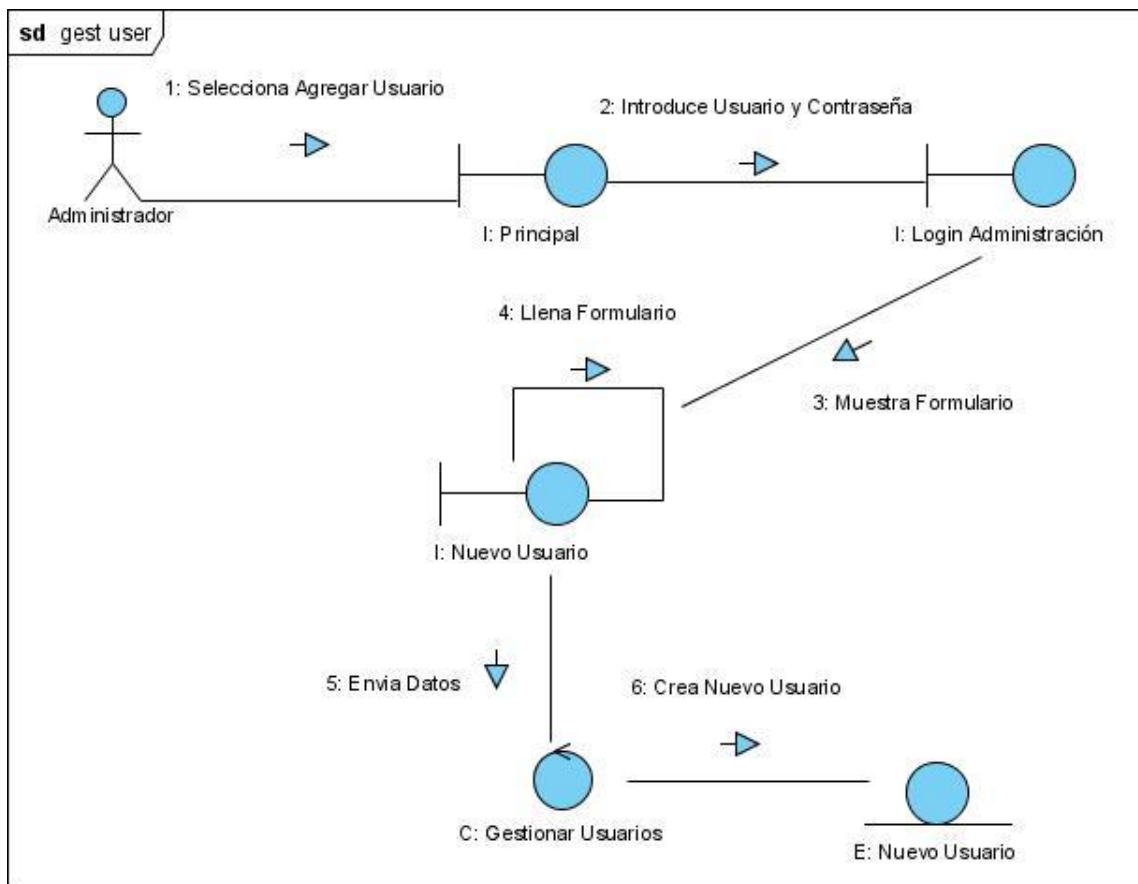 sd gest user
1: Selecciona Agregar Usuario
2: Introduce Usuario y Contraseña
Administrador
I: Principal
I: Login Administración
4: Llena Formulario
3: Muestra Formulario
I: Nuevo Usuario
5: Envia Datos
6: Crea Nuevo Usuario
C: Gestionar Usuarios
E: Nuevo Usuario